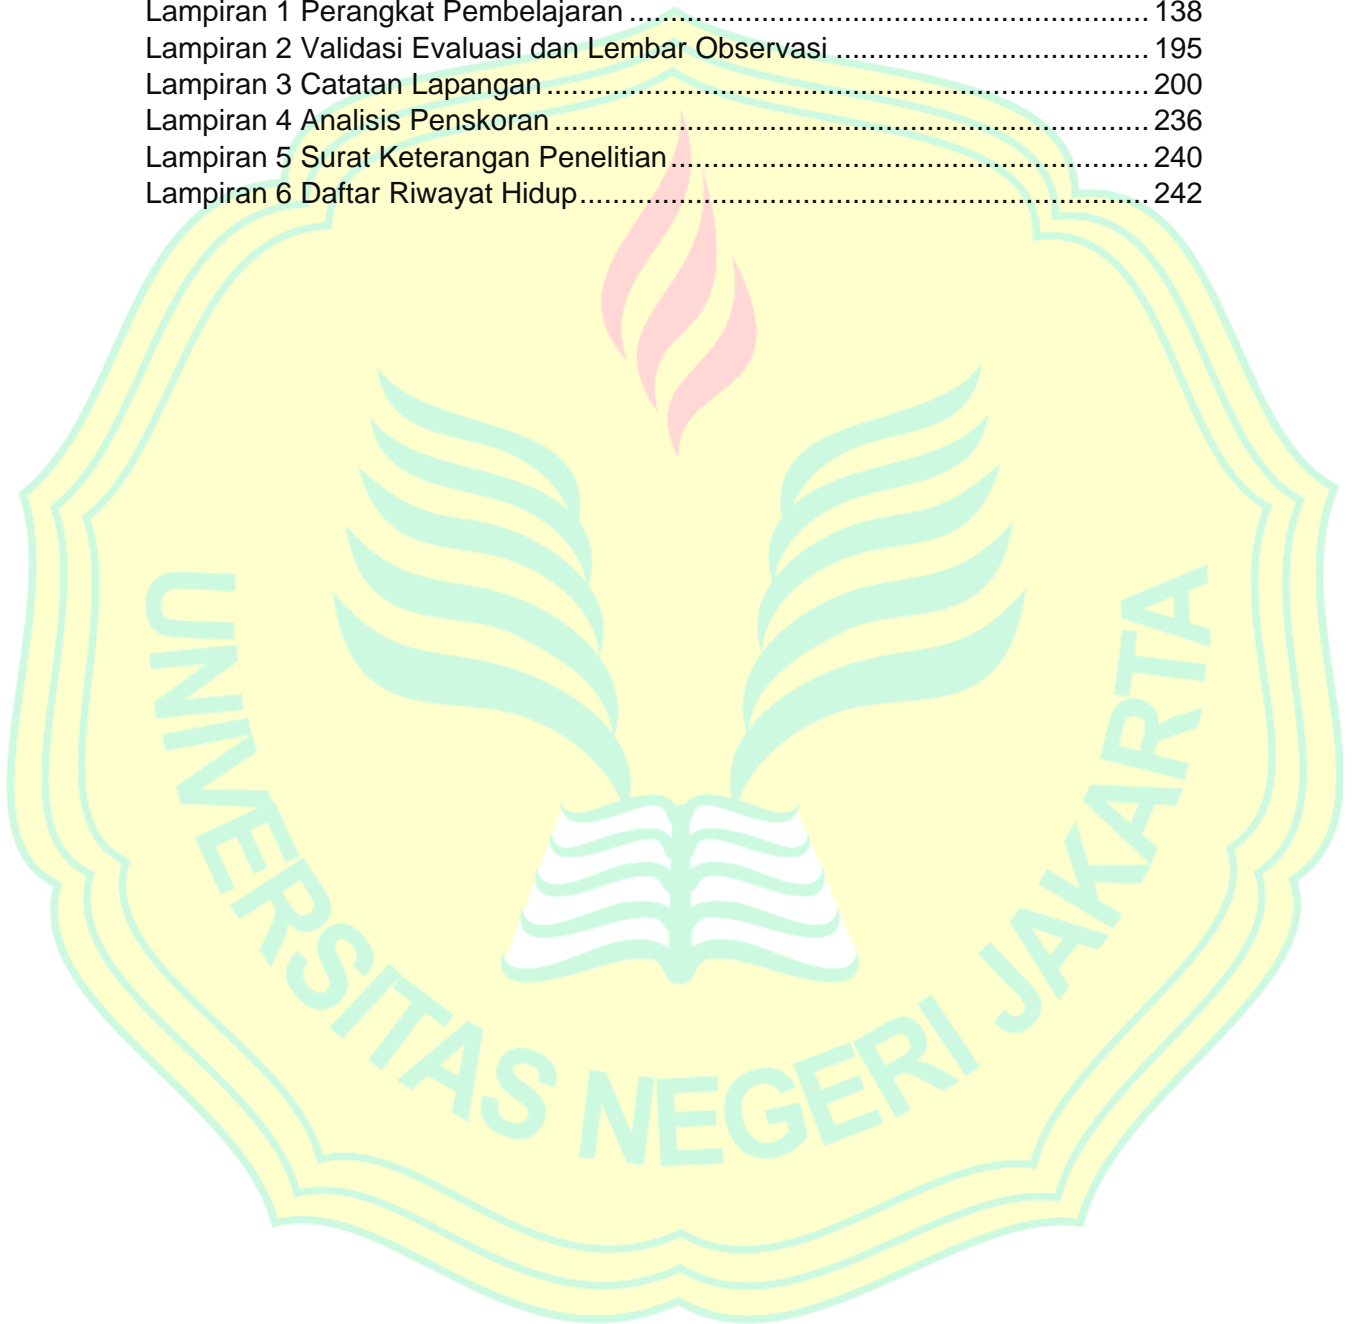 Lampiran 1 Perangkat Pembelajaran ................................................................ 138
Lampiran 2 Validasi Evaluasi dan Lembar Observasi ...................................... 195
Lampiran 3 Catatan Lapangan .......................................................................... 200
Lampiran 4 Analisis Penskoran ......................................................................... 236
Lampiran 5 Surat Keterangan Penelitian ........................................................... 240
Lampiran 6 Daftar Riwayat Hidup ...................................................................... 242
UNIVERSITAS NEGERI JAKARTA